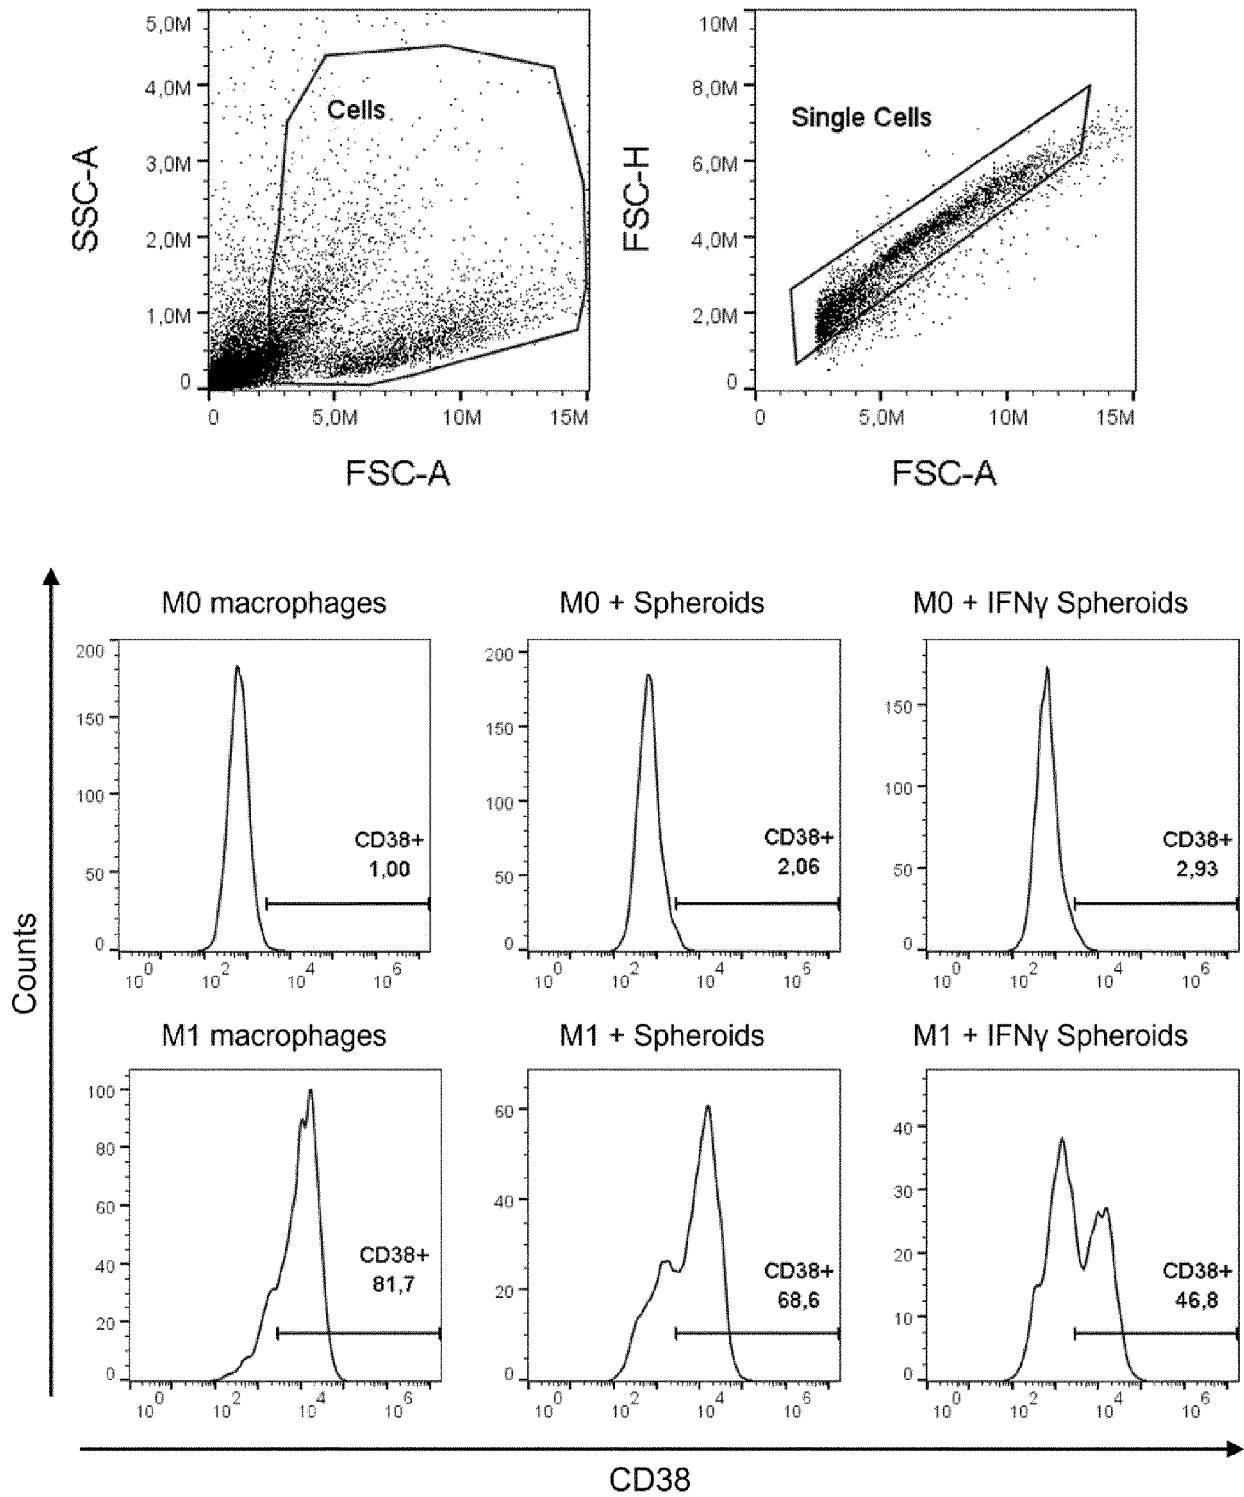 5,0M
4,0M
3,0M
2,0M
1,0M
0
SSC-A
Cells
0 5,0M 10M 15M
FSC-A
10M
8,0M
6,0M
4,0M
2,0M
0
FSC-H
Single Cells
0 5,0M 10M 15M
FSC-A
Counts
M0 macrophages
200
150
100
50
0
CD38+
1,00
10^0 10^2 10^4 10^6
M0 + Spheroids
200
150
100
50
0
CD38+
2,06
10^0 10^2 10^4 10^6
M0 + IFNγ Spheroids
150
100
50
0
CD38+
2,93
10^0 10^2 10^4 10^6
M1 macrophages
100
80
60
40
20
0
CD38+
81,7
10^0 10^2 10^4 10^6
M1 + Spheroids
60
40
20
0
CD38+
68,6
10^0 10^2 10^4 10^6
M1 + IFNγ Spheroids
40
30
20
10
0
CD38+
46,8
10^0 10^2 10^4 10^6
CD38